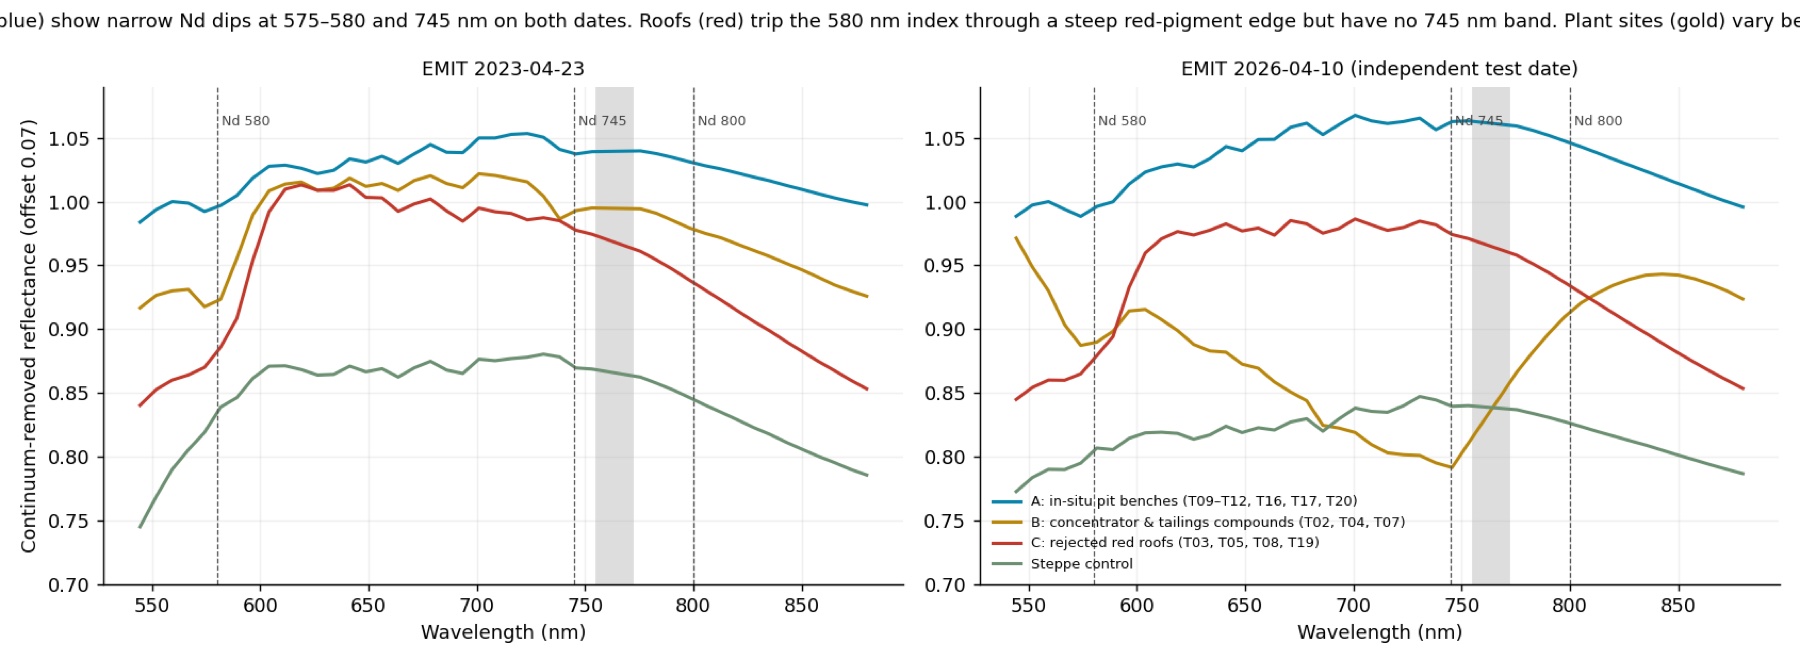 show narrow Nd dips at 575–580 and 745 nm on both dates. Roofs (red) trip the 580 nm index through a steep red-pigment edge but have no 745 nm band. Plant sites (gold) vary
EMIT 2023-04-23
Continuum-removed reflectance (offset 0.07)
1.05
1.00
0.95
0.90
0.85
0.80
0.75
0.70
Nd 580
Nd 745
Nd 800
550
600
650
700
750
800
850
Wavelength (nm)
EMIT 2026-04-10 (independent test date)
1.05
1.00
0.95
0.90
0.85
0.80
0.75
0.70
Nd 580
Nd 745
Nd 800
A: in-situ pit benches (T09–T12, T16, T17, T20)
B: concentrator & tailings compounds (T02, T04, T07)
C: rejected red roofs (T03, T05, T08, T19)
Steppe control
550
600
650
700
750
800
850
Wavelength (nm)